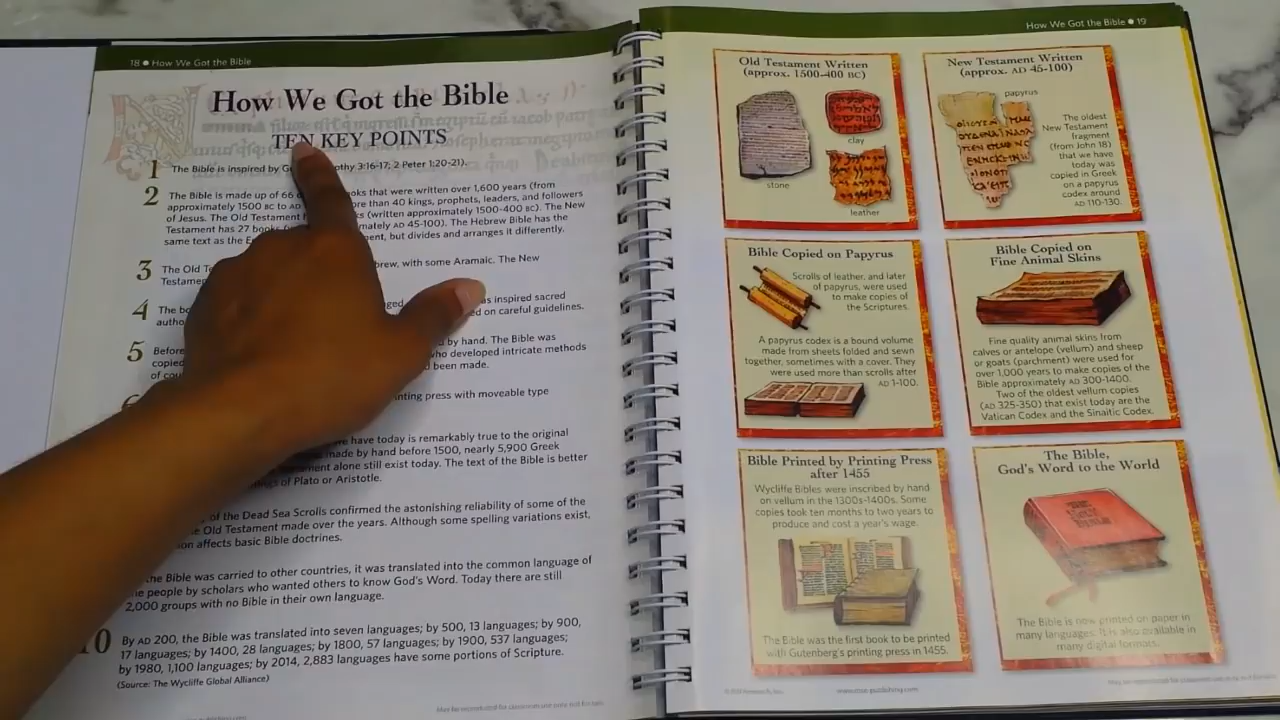 18 ● How We Got the Bible
How We Got the Bible
TEN KEY POINTS
1 The Bible is inspired by 3:16-17; 2 Peter 1:20-21).
2 The Bible is made up of 66 that were written over 1,600 years (from
approximately 1500 BC to AD than 40 kings, prophets, leaders, and followers
of Jesus. The Old Testament (written approximately 1500-400 BC). The New
Testament has 27 books AD 45-100). The Hebrew Bible has the
same text as the but divides and arranges it differently.
3 The Old with some Aramaic. The New
4 The inspired sacred
on careful guidelines.
5 Before by hand. The Bible was
copied who developed intricate methods
of been made.
press with moveable type
have today is remarkably true to the original
made by hand before 1500, nearly 5,900 Greek
alone still exist today. The text of the Bible is better
of Plato or Aristotle.
of the Dead Sea Scrolls confirmed the astonishing reliability of some of the
Old Testament made over the years. Although some spelling variations exist,
affects basic Bible doctrines.
the Bible was carried to other countries, it was translated into the common language of
people by scholars who wanted others to know God's Word. Today there are still
2,000 groups with no Bible in their own language.
10 By AD 200, the Bible was translated into seven languages; by 500, 13 languages; by 900,
17 languages; by 1400, 28 languages; by 1800, 57 languages; by 1900, 537 languages;
by 1980, 1,100 languages; by 2014, 2,883 languages have some portions of Scripture.
(Source: The Wycliffe Global Alliance)
How We Got the Bible ● 19
Old Testament Written
(approx. 1500-400 BC)
stone
clay
leather
New Testament Written
(approx. AD 45-100)
papyrus
The oldest
New Testament
fragment
(from John 18)
that we have
today was
copied in Greek
on a papyrus
codex around
AD 110-130.
Bible Copied on Papyrus
Scrolls of leather, and later
of papyrus, were used
to make copies of
the Scriptures.
A papyrus codex is a bound volume
made from sheets folded and sewn
together, sometimes with a cover. They
were used more than scrolls after
AD 1-100.
Bible Copied on
Fine Animal Skins
Fine quality animal skins from
calves or antelope (vellum) and sheep
or goats (parchment) were used for
over 1,000 years to make copies of the
Bible approximately AD 300-1400.
Two of the oldest vellum copies
(AD 325-350) that exist today are the
Vatican Codex and the Sinaitic Codex.
Bible Printed by Printing Press
after 1455
Wycliffe Bibles were inscribed by hand
on vellum in the 1300s-1400s. Some
copies took ten months to two years to
produce and cost a year's wage.
The Bible was the first book to be printed
with Gutenberg's printing press in 1455.
The Bible,
God's Word to the World
The Bible is now printed on paper in
many languages. It is also available in
many digital formats.